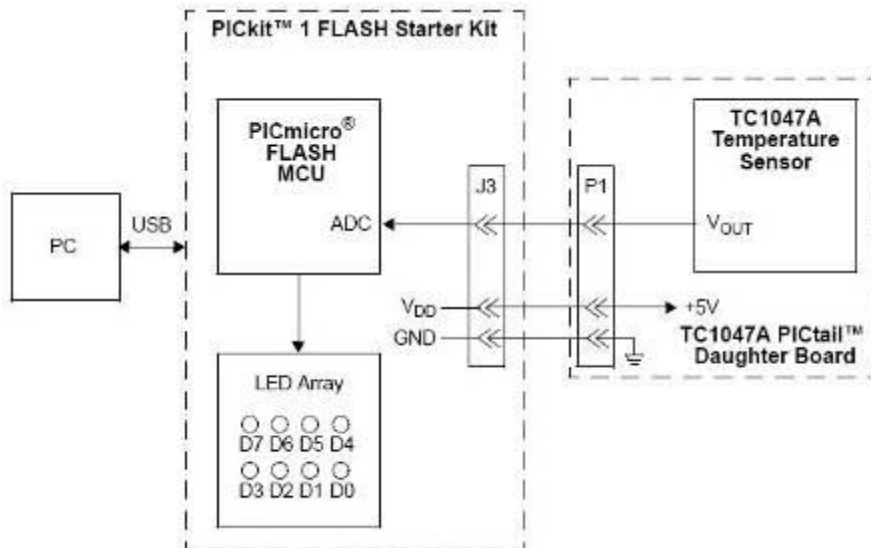 PICkit™ 1 FLASH Starter Kit
PICmicro®
FLASH
MCU
ADC
PC
USB
J3
P1
TC1047A
Temperature
Sensor
VOUT
VDD
GND
+5V
TC1047A PICtail™
Daughter Board
LED Array
D7 D6 D5 D4
D3 D2 D1 D0